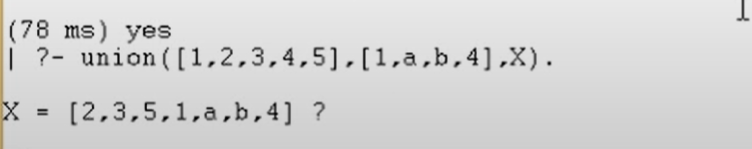 (78 ms) yes
| ?- union([1,2,3,4,5],[1,a,b,4],X).
X = [2,3,5,1,a,b,4] ?